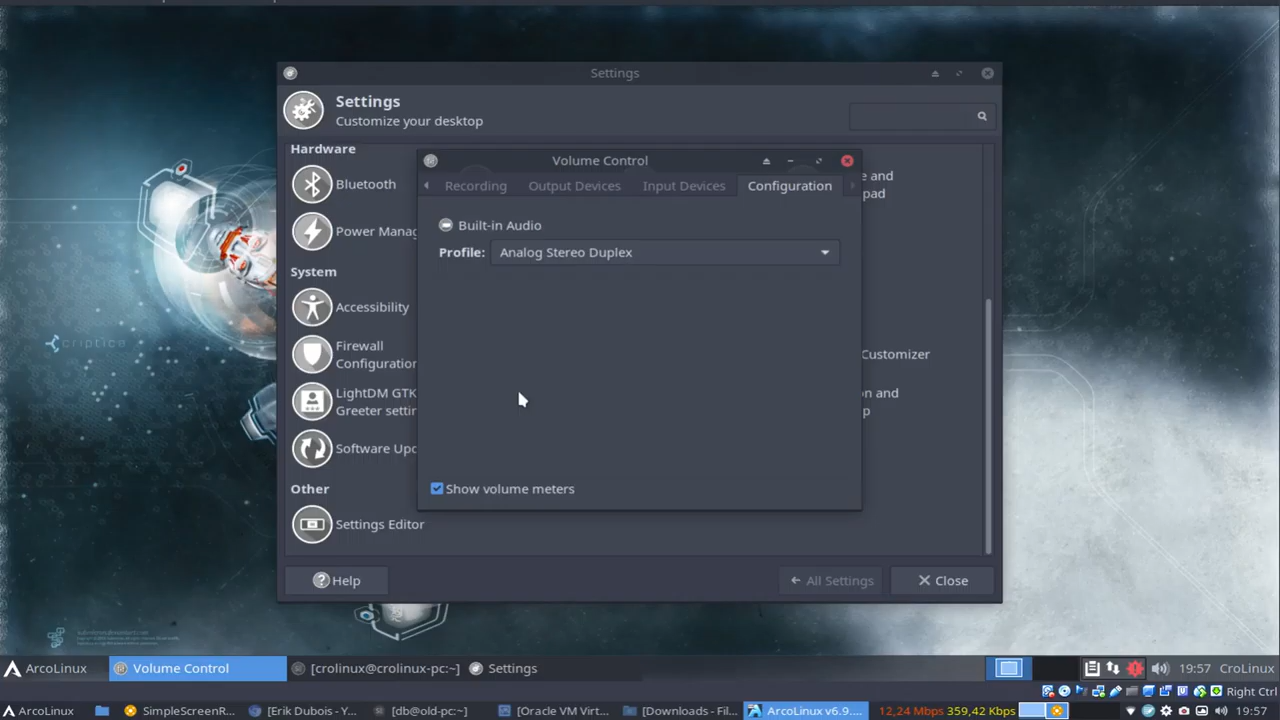 Settings
Settings
Customize your desktop
Hardware
Bluetooth
Power Manag
System
Accessibility
Firewall
Configuration
LightDM GTK
Greeter settin
Software Upd
Other
Settings Editor
e and
pad
Customizer
on and
p
Help
All Settings
Close
Volume Control
Recording
Output Devices
Input Devices
Configuration
Built-in Audio
Profile:
Analog Stereo Duplex
Show volume meters
criptica
ArcoLinux
Volume Control
[crolinux@crolinux-pc:~]
Settings
19:57
CroLinux
Right Ctrl
ArcoLinux
SimpleScreenR...
[Erik Dubois - Y...
[db@old-pc:~]
[Oracle VM Virt...
[Downloads - Fil...
ArcoLinux v6.9....
12,24 Mbps
359,42 Kbps
19:57